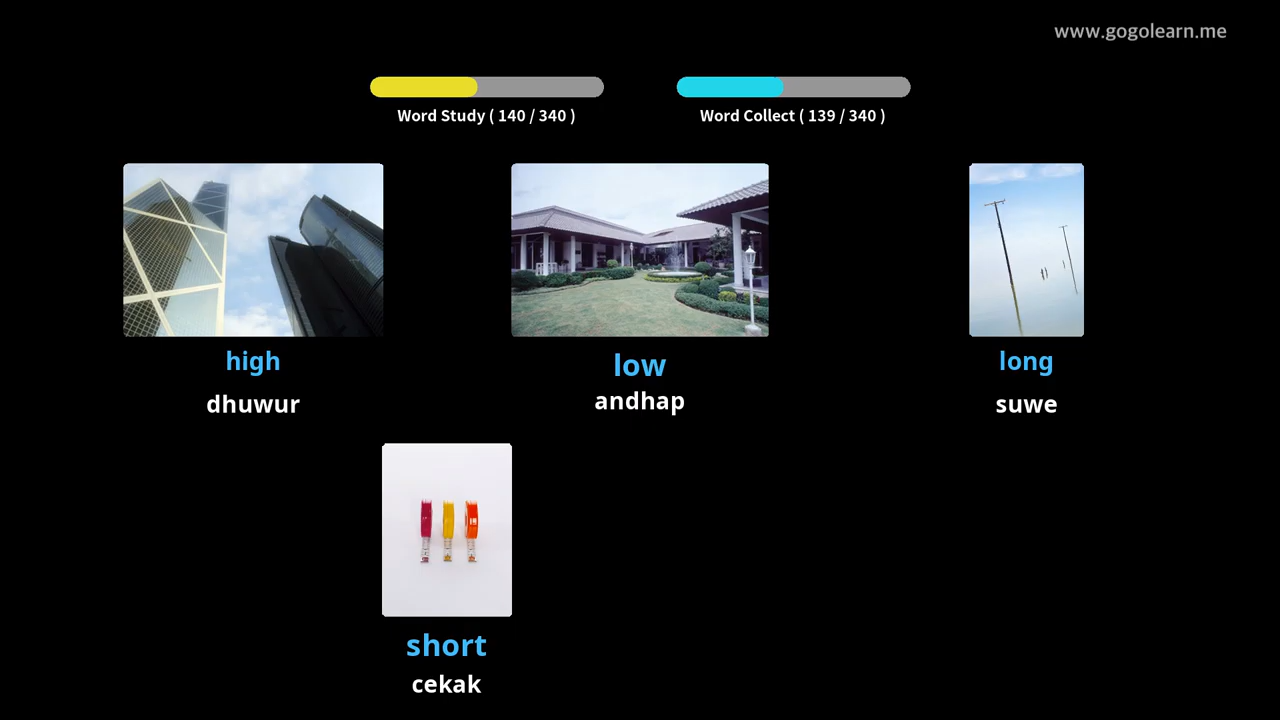 www.gogolearn.me
Word Study ( 140 / 340 )
Word Collect ( 139 / 340 )
high
low
long
dhuwur
andhap
suwe
short
cekak